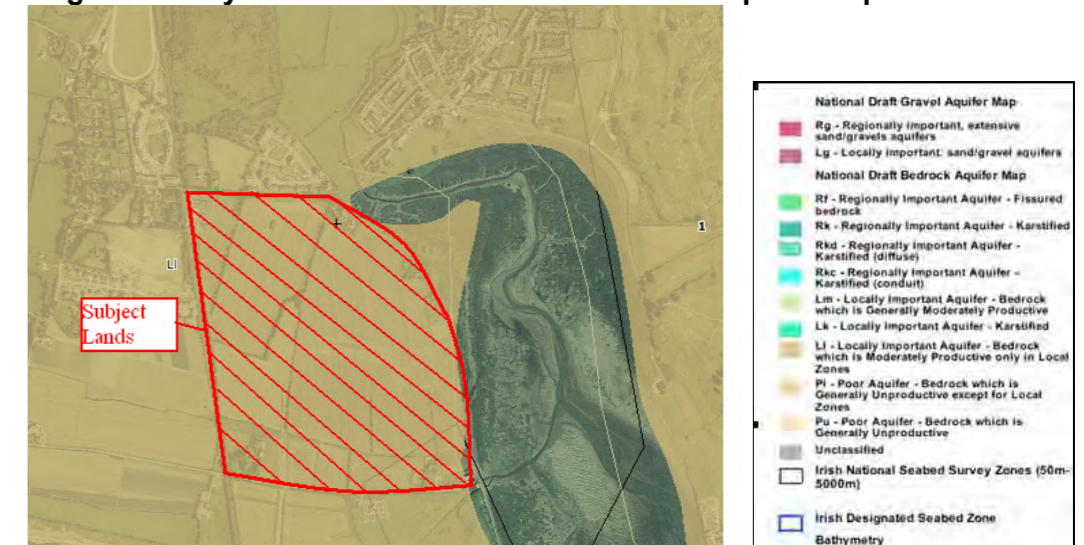 Ll
Subject
Lands
1
National Draft Gravel Aquifer Map
Rg - Regionally important, extensive
sand/gravels aquifers
Lg - Locally important: sand/gravel aquifers
National Draft Bedrock Aquifer Map
Rf - Regionally Important Aquifer - Fissured
bedrock
Rk - Regionally Important Aquifer - Karstified
Rkd - Regionally Important Aquifer -
Karstified (diffuse)
Rkc - Regionally Important Aquifer -
Karstified (conduit)
Lm - Locally Important Aquifer - Bedrock
which is Generally Moderately Productive
Lk - Locally Important Aquifer - Karstified
Ll - Locally Important Aquifer - Bedrock
which is Moderately Productive only in Local
Zones
Pl - Poor Aquifer - Bedrock which is
Generally Unproductive except for Local
Zones
Pu - Poor Aquifer - Bedrock which is
Generally Unproductive
Unclassified
Irish National Seabed Survey Zones (50m-
5000m)
Irish Designated Seabed Zone
Bathymetry